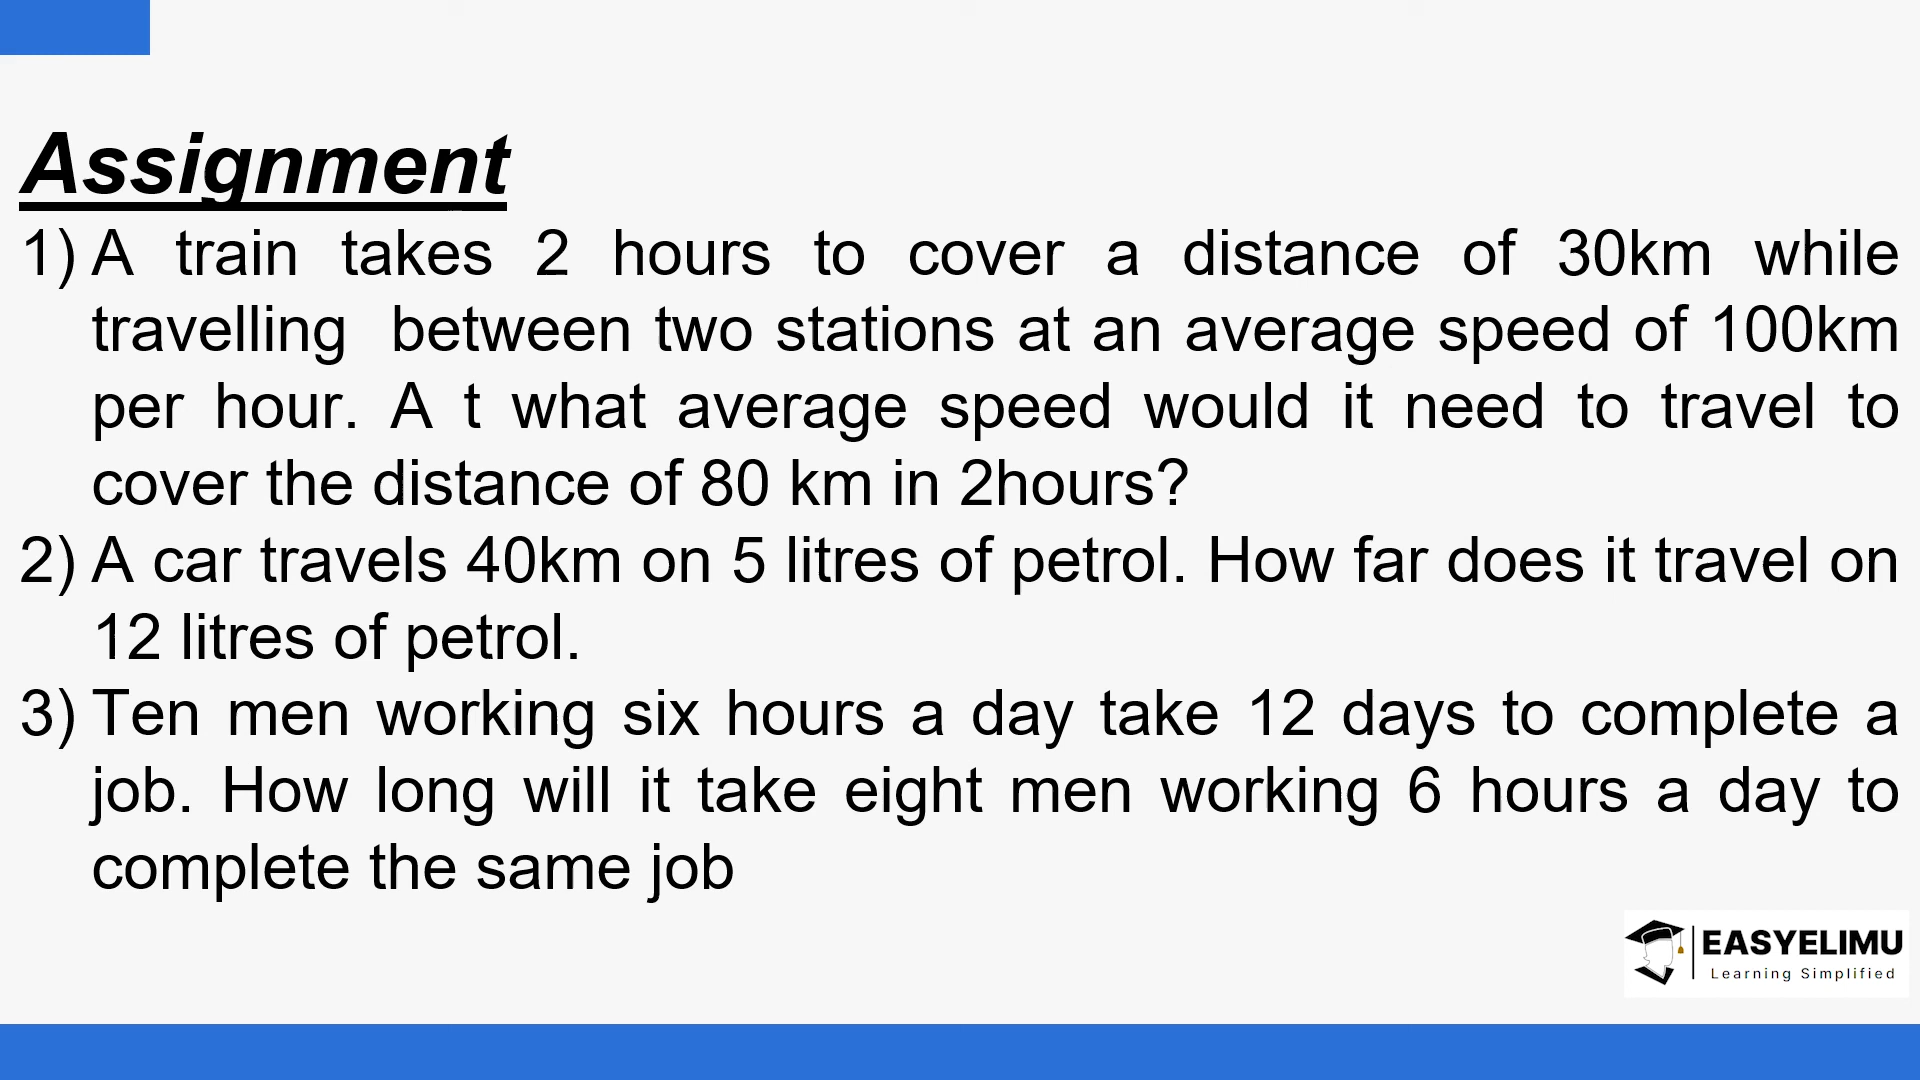 Assignment
1) A train takes 2 hours to cover a distance of 30km while
travelling between two stations at an average speed of 100km
per hour. A t what average speed would it need to travel to
cover the distance of 80 km in 2hours?
2) A car travels 40km on 5 litres of petrol. How far does it travel on
12 litres of petrol.
3) Ten men working six hours a day take 12 days to complete a
job. How long will it take eight men working 6 hours a day to
complete the same job
EASYELIMU
Learning Simplified